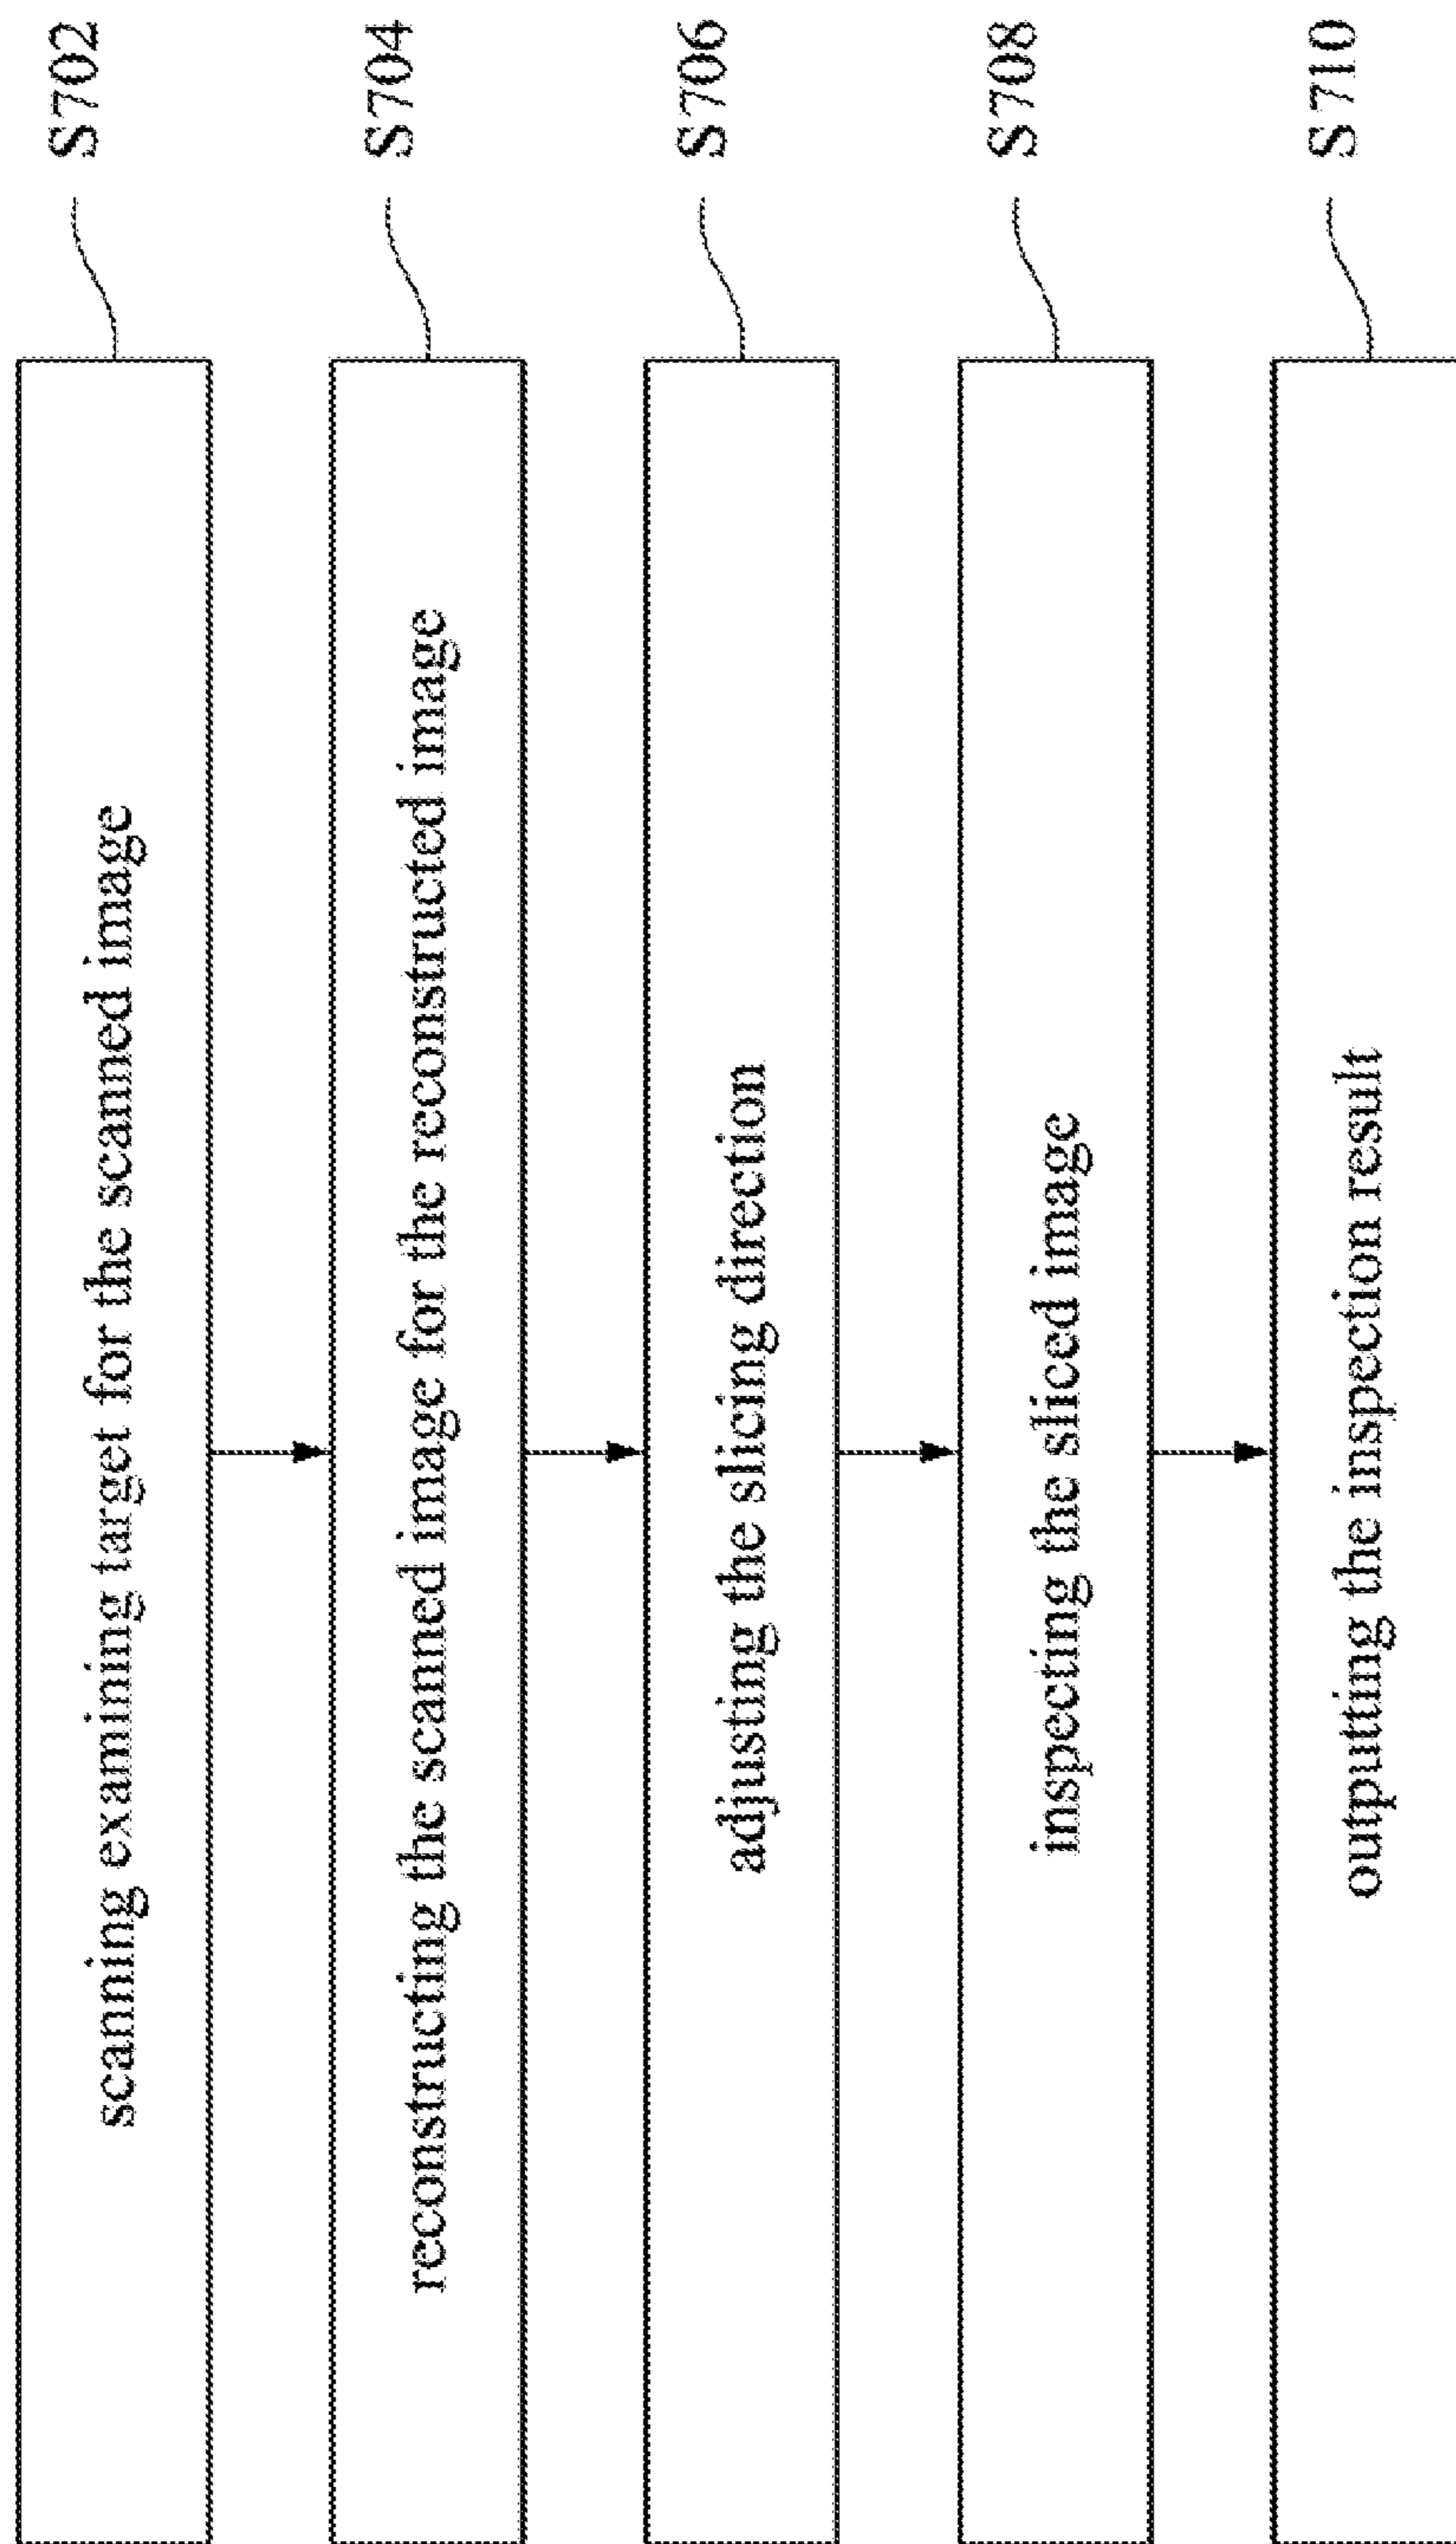 scanning examining target for the scanned image
S702
reconstructing the scanned image for the reconstructed image
S704
adjusting the slicing direction
S706
inspecting the sliced image
S708
outputting the inspection result
S710